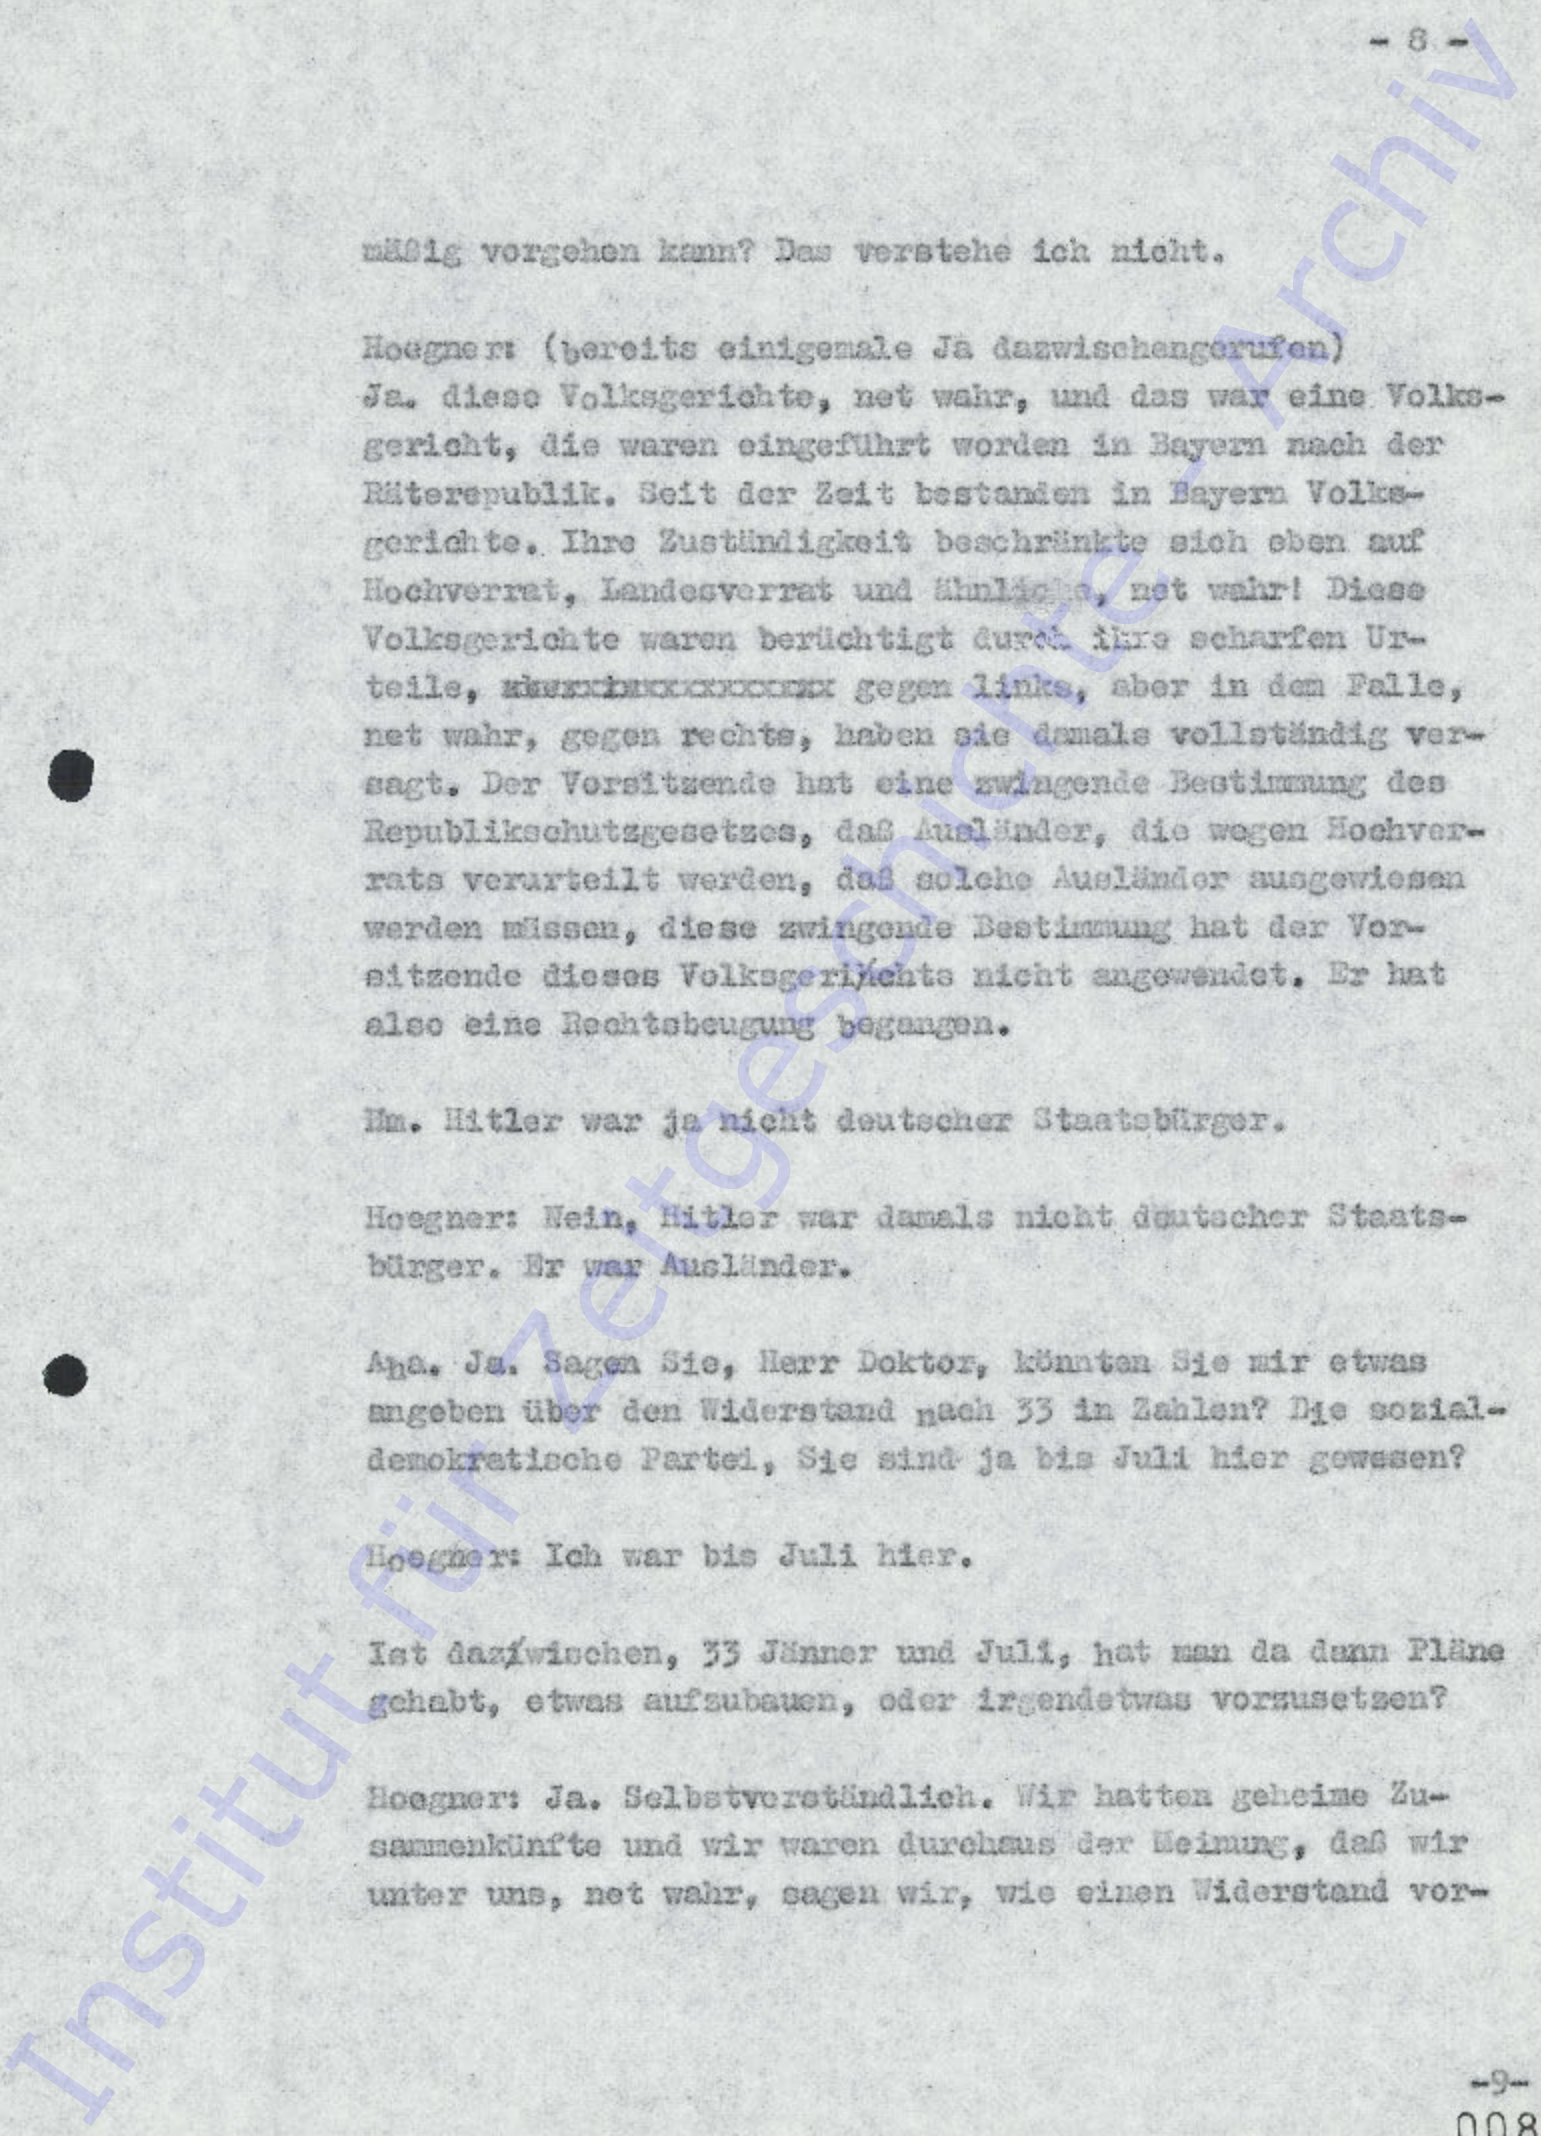 - 8 -
mäßig vorgehen kann? Das verstehe ich nicht.
Hoegner: (bereits einigemale Ja dazwischengerufen)
Ja. diese Volksgerichte, net wahr, und das war eine Volks-
gericht, die waren eingeführt worden in Bayern nach der
Räterepublik. Seit der Zeit bestanden in Bayern Volks-
gerichte. Ihre Zuständigkeit beschränkte sich eben auf
Hochverrat, Landesverrat und ähnliche, net wahr! Diese
Volksgerichte waren berüchtigt durch ihre scharfen Ur-
teile, gegen links, aber in dem Falle,
net wahr, gegen rechts, haben sie damals vollständig ver-
sagt. Der Vorsitzende hat eine zwingende Bestimmung des
Republikschutzgesetzes, daß Ausländer, die wegen Hochver-
rats verurteilt werden, daß solche Ausländer ausgewiesen
werden müssen, diese zwingende Bestimmung hat der Vor-
sitzende dieses Volksgerichts nicht angewendet. Er hat
also eine Rechtsbeugung begangen.
Hm. Hitler war ja nicht deutscher Staatsbürger.
Hoegner: Nein, Hitler war damals nicht deutscher Staats-
bürger. Er war Ausländer.
Aha. Ja. Sagen Sie, Herr Doktor, könnten Sie mir etwas
angeben über den Widerstand nach 33 in Zahlen? Die sozial-
demokratische Partei, Sie sind ja bis Juli hier gewesen?
Hoegner: Ich war bis Juli hier.
Ist dazwischen, 33 Jänner und Juli, hat man da dann Pläne
gehabt, etwas aufzubauen, oder irgendetwas vorzusetzen?
Hoegner: Ja. Selbstverständlich. Wir hatten geheime Zu-
sammenkünfte und wir waren durchaus der Meinung, daß wir
unter uns, net wahr, sagen wir, wie einen Widerstand vor-
-9-
008
Institut für Zeitgeschichte - Archiv